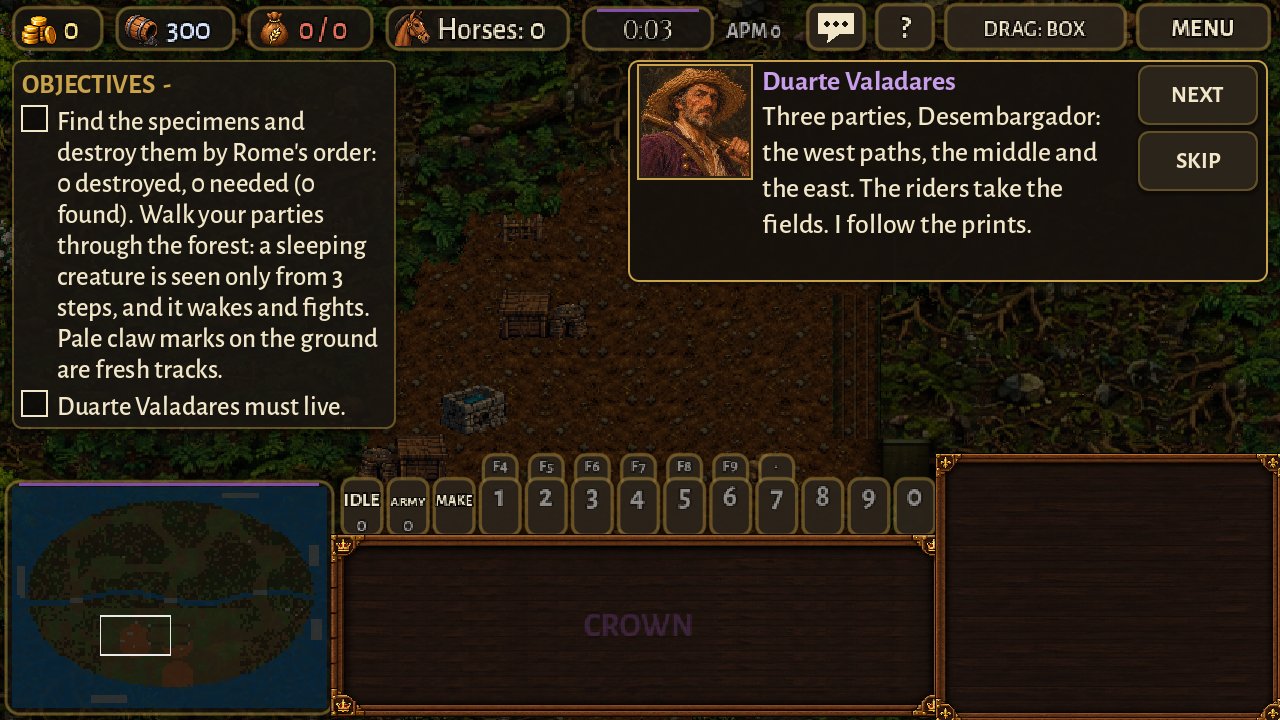 0
300
0/0
Horses: 0
0:03
APM 0
?
DRAG: BOX
MENU
OBJECTIVES -
Find the specimens and
destroy them by Rome's order:
0 destroyed, 0 needed (0
found). Walk your parties
through the forest: a sleeping
creature is seen only from 3
steps, and it wakes and fights.
Pale claw marks on the ground
are fresh tracks.
Duarte Valadares must live.
Duarte Valadares
Three parties, Desembargador:
the west paths, the middle and
the east. The riders take the
fields. I follow the prints.
NEXT
SKIP
F4
F5
F6
F7
F8
F9
.
IDLE
0
ARMY
0
MAKE
1
2
3
4
5
6
7
8
9
0
CROWN